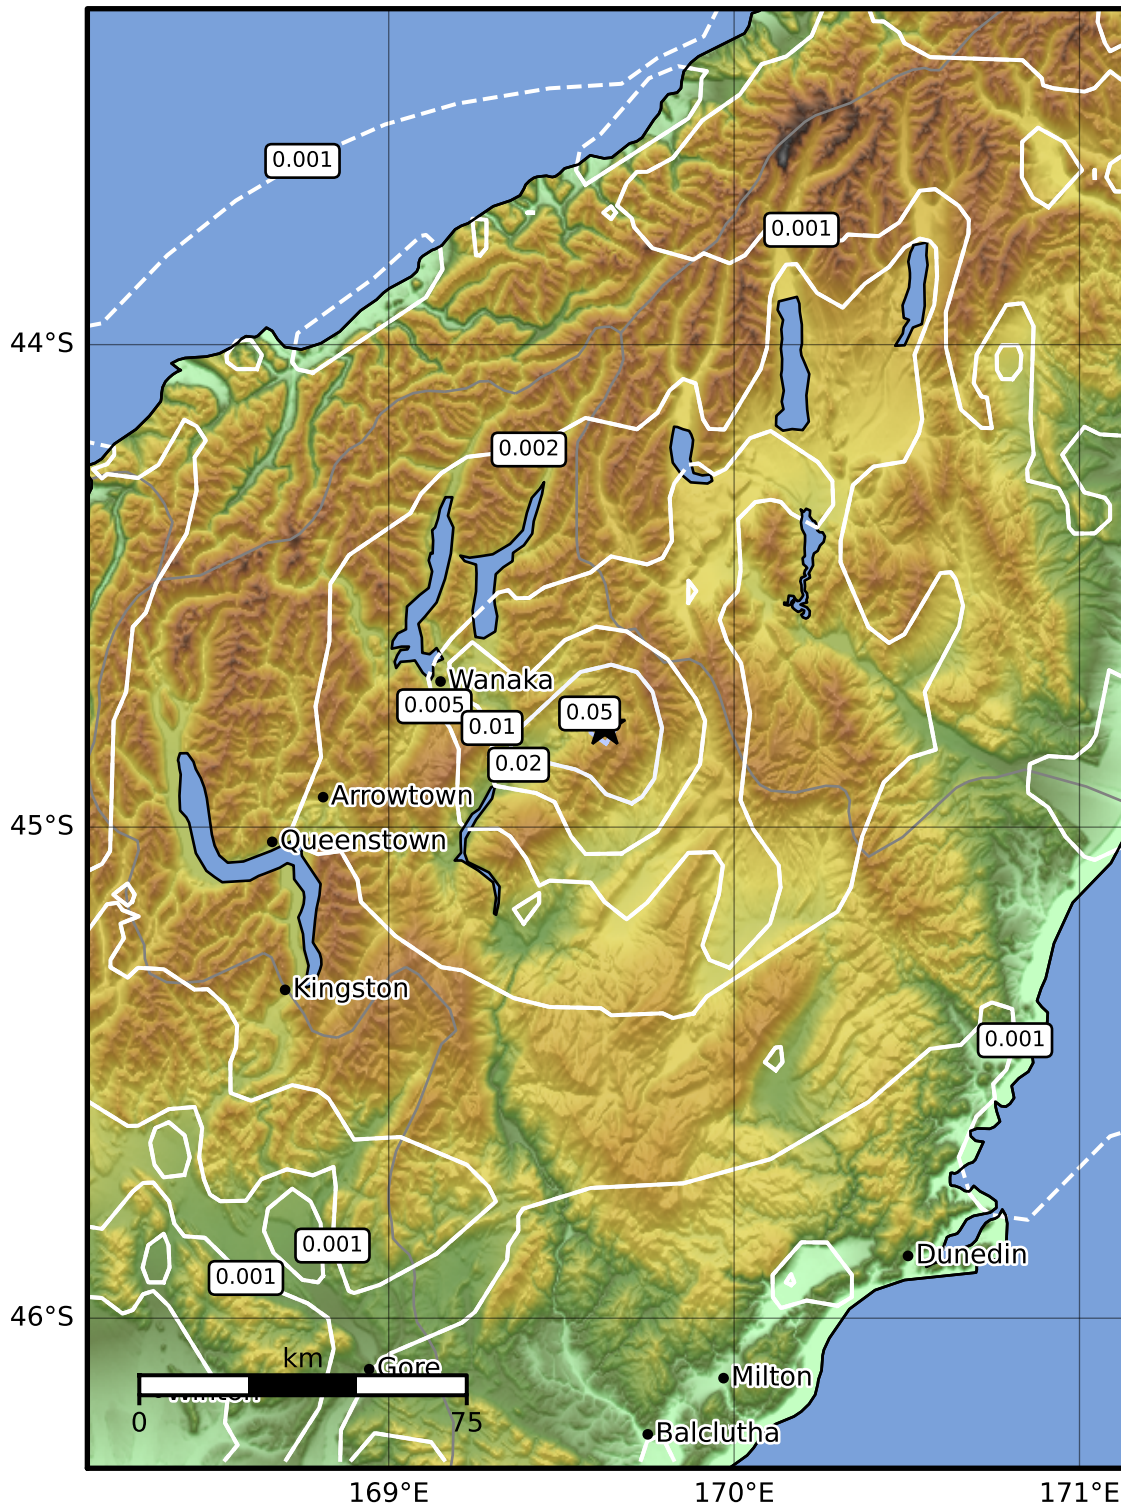 0.001
0.001
44°S
0.002
Wanaka
0.005
0.05
0.01
0.02
Arrowtown
45°S
Queenstown
Kingston
0.001
0.001
Dunedin
0.001
46°S
km
Gore
Milton
Winton
0
75
Balclutha
169°E
170°E
171°E